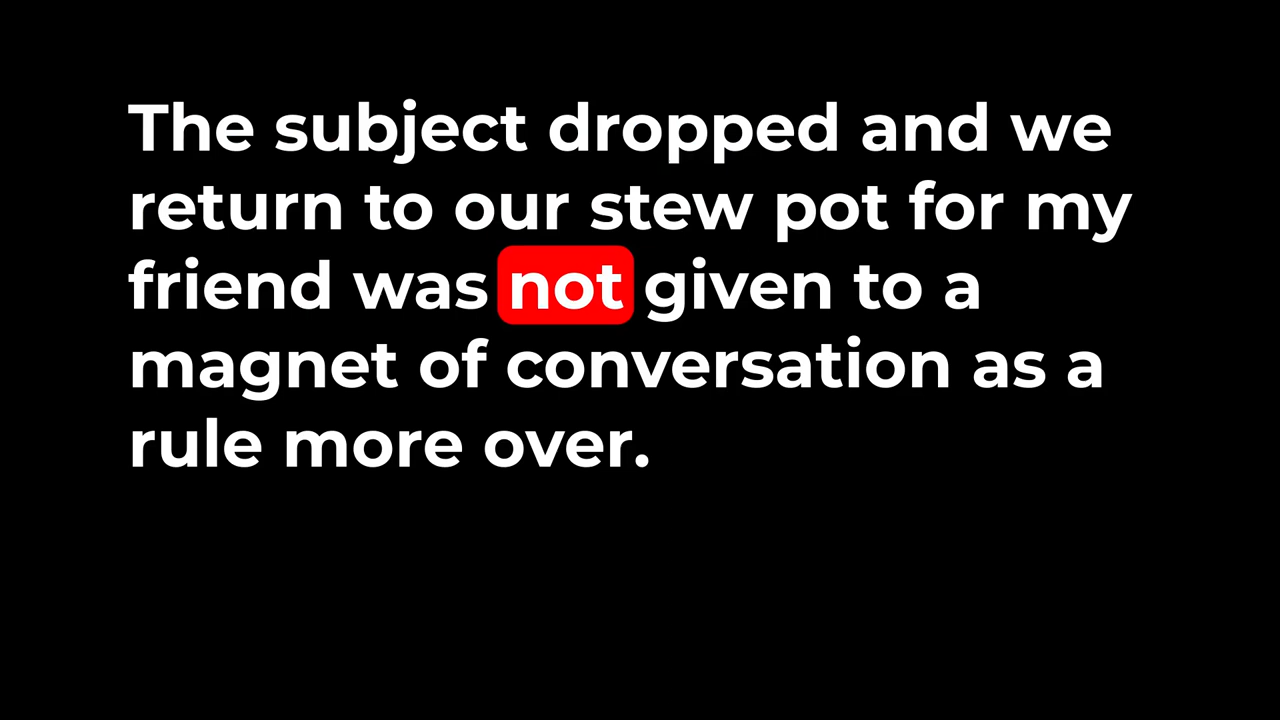 The subject dropped and we
return to our stew pot for my
friend was not given to a
magnet of conversation as a
rule more over.